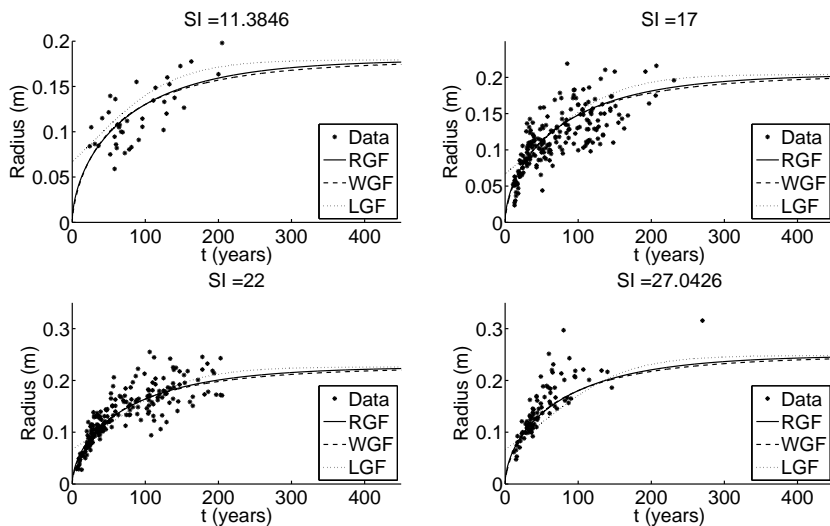 SI =11.3846
0.2
0.15
0.1
0.05
0
Radius (m)
0 100 200 300 400
t (years)
Data
RGF
WGF
LGF
SI =17
0.2
0.15
0.1
0.05
0
Radius (m)
0 100 200 300 400
t (years)
Data
RGF
WGF
LGF
SI =22
0.3
0.2
0.1
0
Radius (m)
0 100 200 300 400
t (years)
Data
RGF
WGF
LGF
SI =27.0426
0.3
0.2
0.1
0
Radius (m)
0 100 200 300 400
t (years)
Data
RGF
WGF
LGF